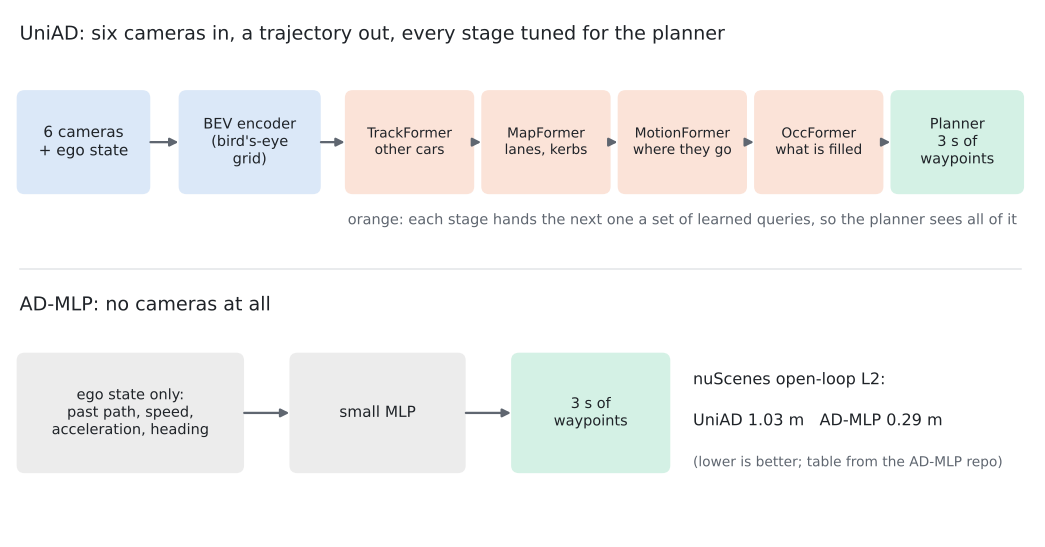 UniAD: six cameras in, a trajectory out, every stage tuned for the planner
6 cameras
+ ego state
BEV encoder
(bird's-eye
grid)
TrackFormer
other cars
MapFormer
lanes, kerbs
MotionFormer
where they go
OccFormer
what is filled
Planner
3 s of
waypoints
orange: each stage hands the next one a set of learned queries, so the planner sees all of it
AD-MLP: no cameras at all
ego state only:
past path, speed,
acceleration, heading
small MLP
3 s of
waypoints
nuScenes open-loop L2:
UniAD 1.03 m   AD-MLP 0.29 m
(lower is better; table from the AD-MLP repo)